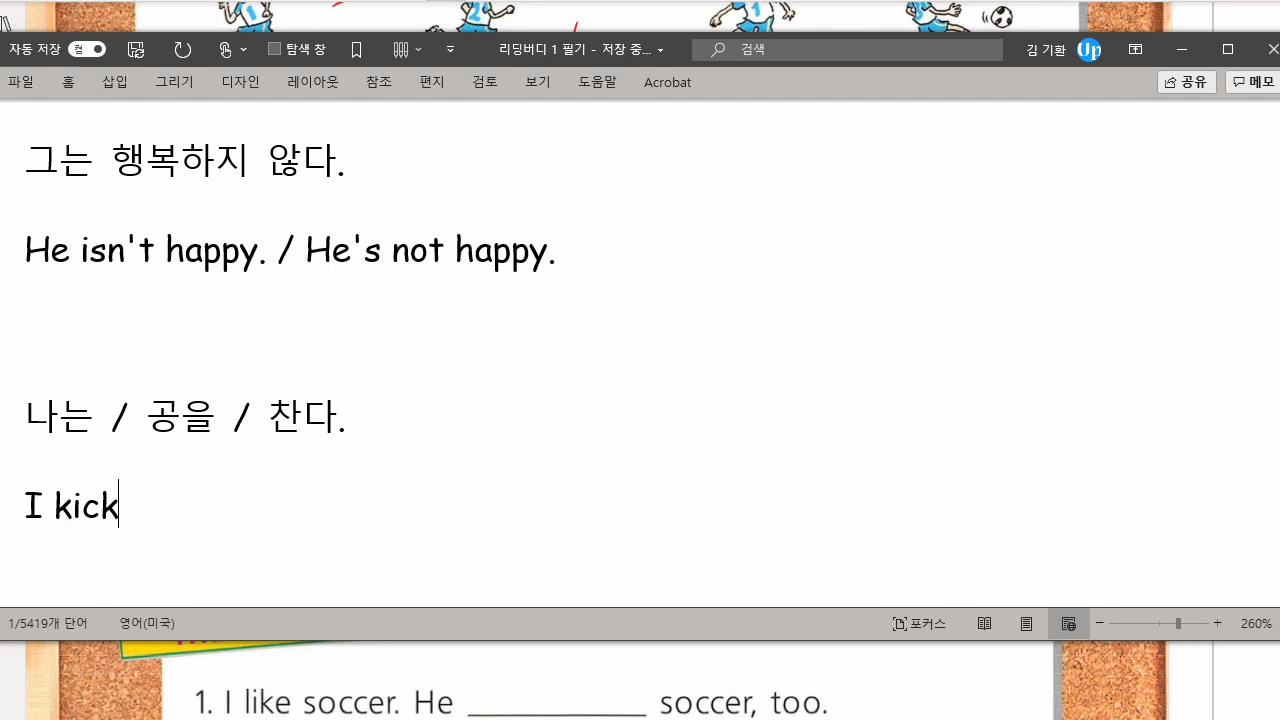 자동 저장 컴 탐색 창 리딩버디 1 필기 - 저장 중... 검색 김 기환 Up
파일 홈 삽입 그리기 디자인 레이아웃 참조 편지 검토 보기 도움말 Acrobat 공유 메모
그는 행복하지 않다.
He isn't happy. / He's not happy.
나는 / 공을 / 찬다.
I kick
1/5419개 단어 영어(미국) 포커스 - + 260%
1. I like soccer. He __________ soccer, too.